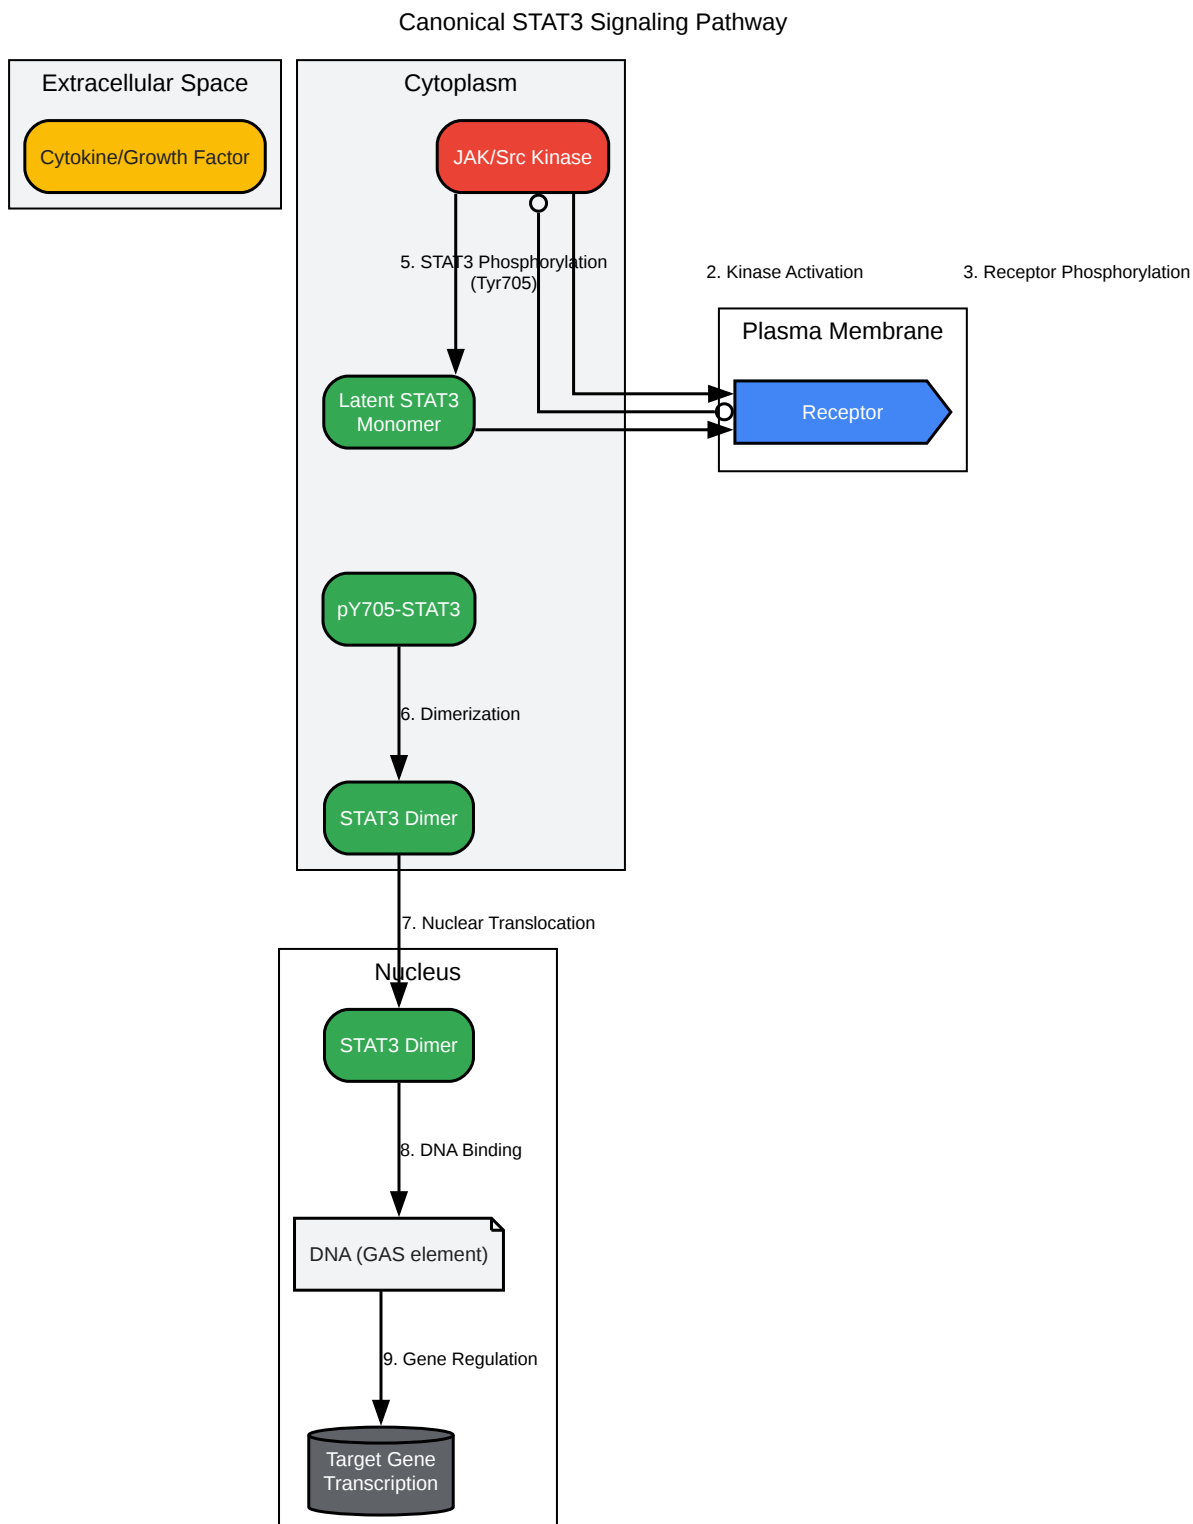 Canonical STAT3 Signaling Pathway
Extracellular Space
Cytokine/Growth Factor
Cytoplasm
JAK/Src Kinase
5. STAT3 Phosphorylation
(Tyr705)
2. Kinase Activation
3. Receptor Phosphorylation
Plasma Membrane
Receptor
Latent STAT3
Monomer
pY705-STAT3
6. Dimerization
STAT3 Dimer
7. Nuclear Translocation
Nucleus
STAT3 Dimer
8. DNA Binding
DNA (GAS element)
9. Gene Regulation
Target Gene
Transcription